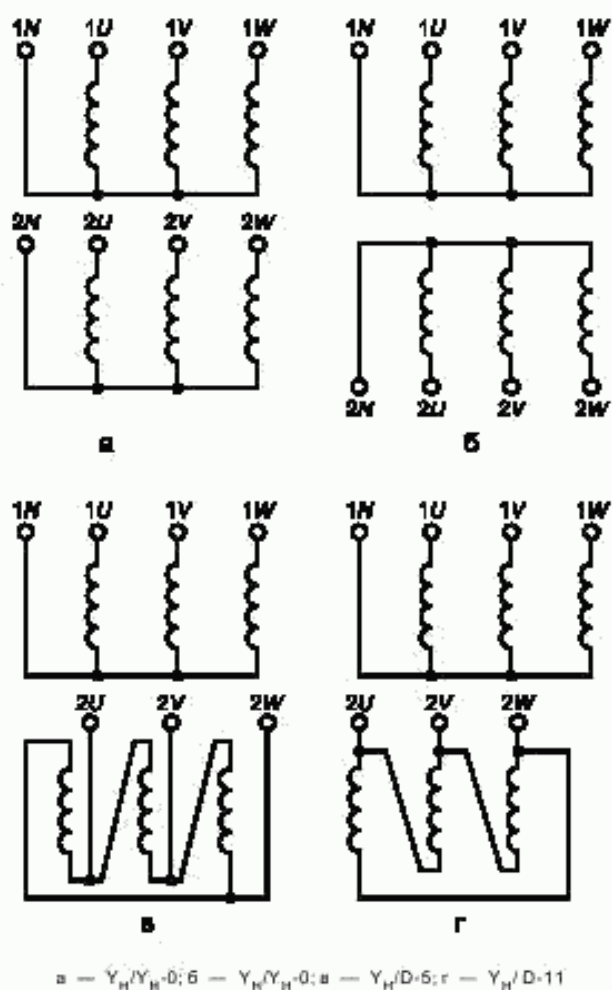 1N 1U 1V 1W 1N 1U 1V 1W
2N 2U 2V 2W
2N 2U 2V 2W
а б
1N 1U 1V 1W 1N 1U 1V 1W
2U 2V 2W 2U 2V 2W
в г
а — Yн/Yн-0; б — Yн/Yн-0; в — Yн/D-5; г — Yн/D-11